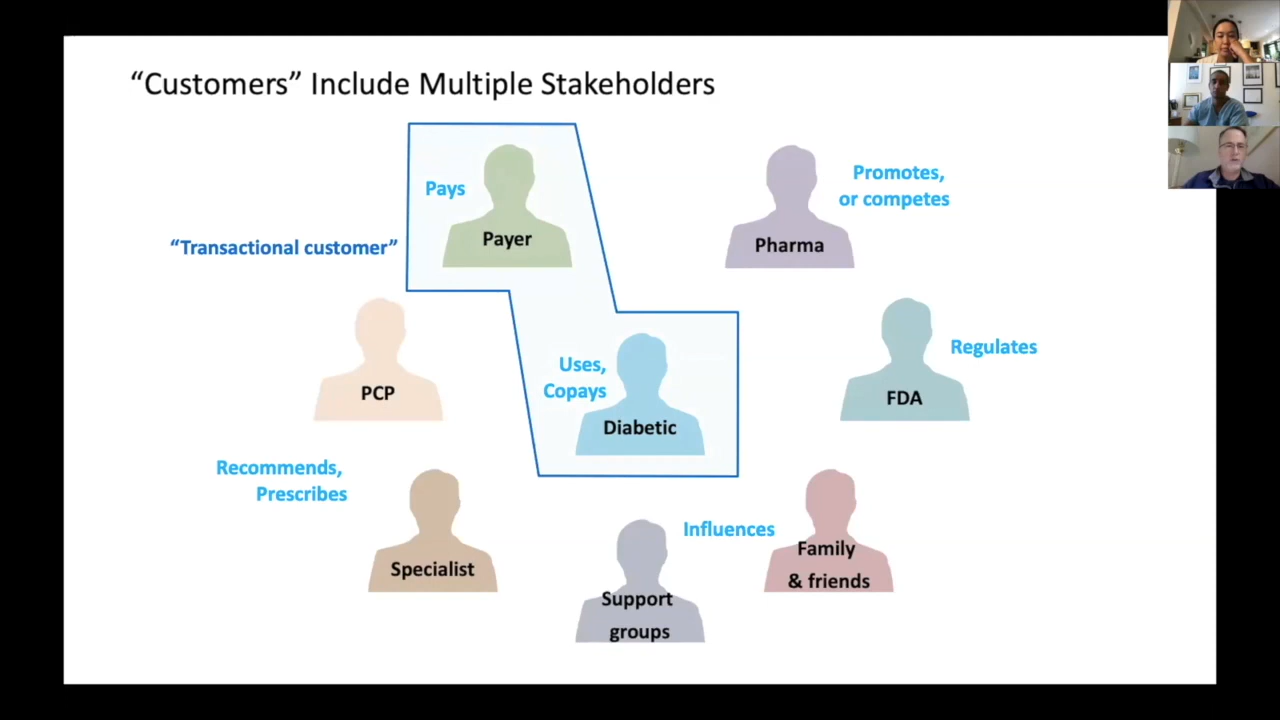 “Customers” Include Multiple Stakeholders
Pays
Payer
“Transactional customer”
Promotes,
or competes
Pharma
PCP
Uses,
Copays
Diabetic
Regulates
FDA
Recommends,
Prescribes
Specialist
Influences
Support
groups
Family
& friends